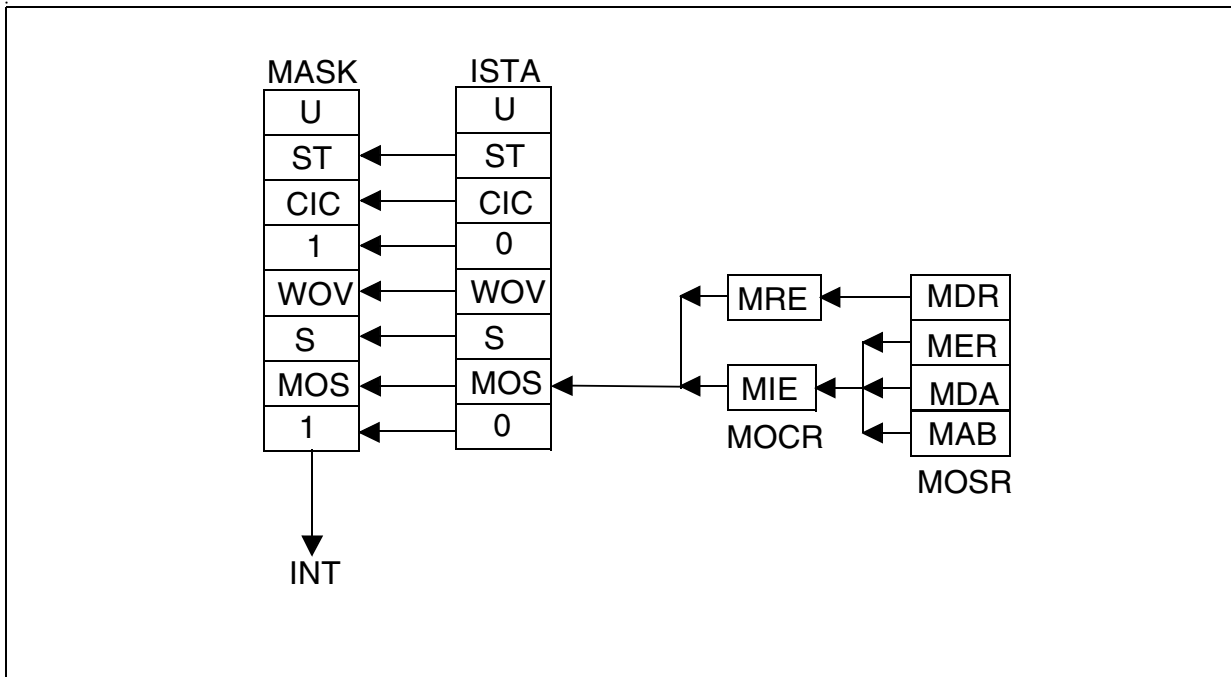 MASK ISTA
U U
ST ST
CIC CIC
1 0
WOV WOV MRE MDR
S S MER
MOS MOS MIE MDA
1 0 MOCR MAB
MOSR
INT